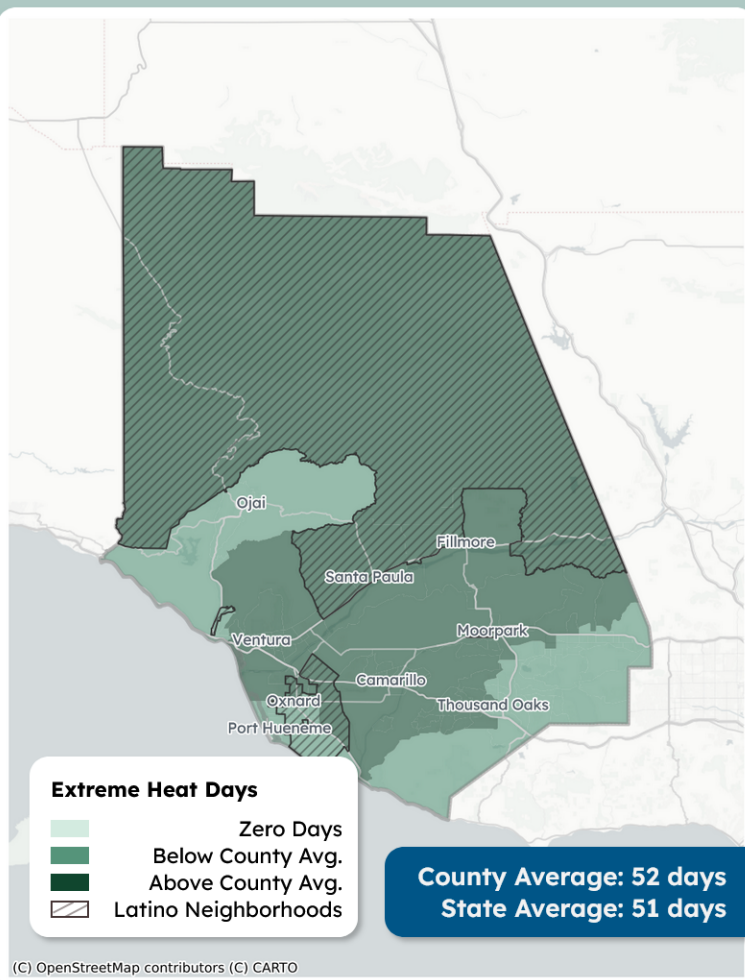 Ojai
Fillmore
Santa Paula
Moorpark
Ventura
Camarillo
Oxnard
Thousand Oaks
Port Hueneme
Extreme Heat Days
Zero Days
Below County Avg.
Above County Avg.
Latino Neighborhoods
County Average: 52 days
State Average: 51 days
(C) OpenStreetMap contributors (C) CARTO